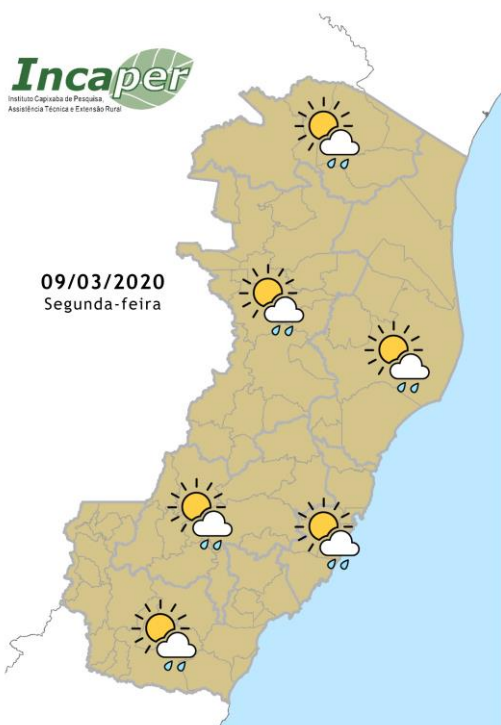 Incaper
Instituto Capixaba de Pesquisa,
Assistência Técnica e Extensão Rural
09/03/2020
Segunda-feira